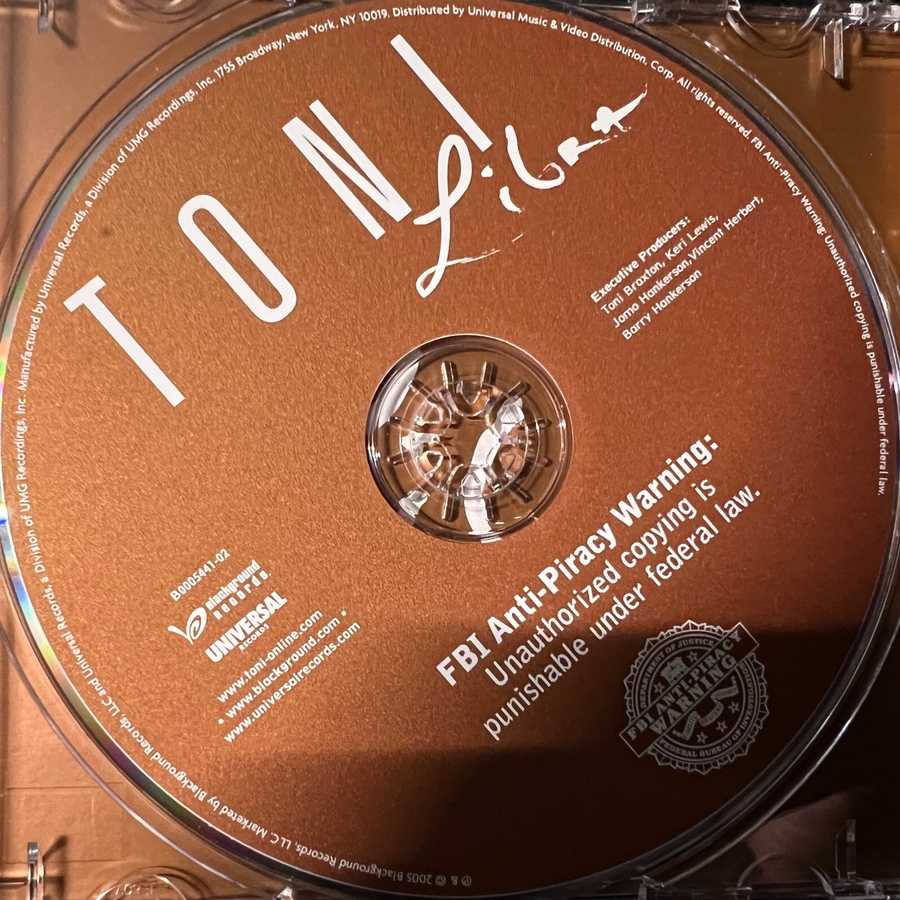 TONI
Libra
Executive Producers:
Toni Braxton, Keri Lewis,
Jomo Hankerson, Vincent Herbert,
Barry Hankerson
FBI Anti-Piracy Warning:
Unauthorized copying is
punishable under federal law.
DEPARTMENT OF JUSTICE
FBI ANTI-PIRACY
WARNING
FEDERAL BUREAU OF INVESTIGATION
B0005441-02
Blackground
Records.
UNIVERSAL
RECORDS
www.toni-online.com •
• www.blackground.com •
www.universalrecords.com
℗ & © 2005 Blackground Records, LLC. Marketed by Blackground Records, LLC and Universal Records, a Division of UMG Recordings, Inc. Manufactured by Universal Records, a Division of UMG Recordings, Inc. 1755 Broadway, New York, NY 10019. Distributed by Universal Music & Video Distribution, Corp. All rights reserved. FBI Anti-Piracy Warning: Unauthorized copying is punishable under federal law.